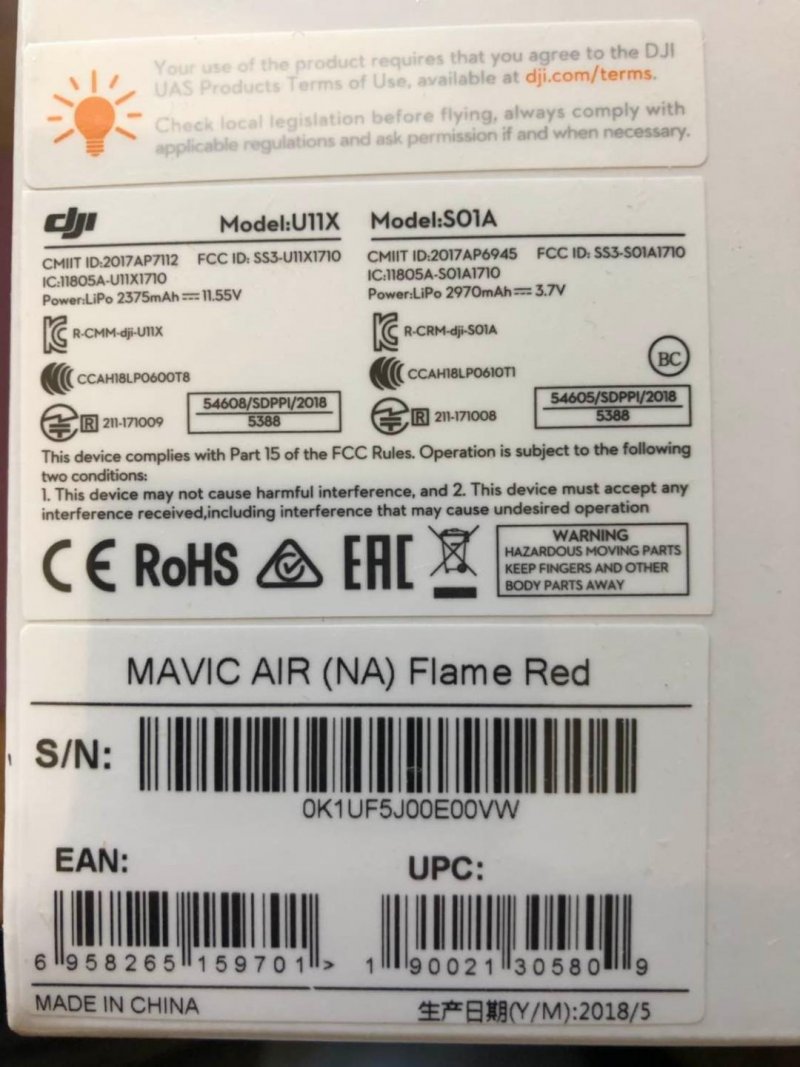 Your use of the product requires that you agree to the DJI
UAS Products Terms of Use, available at dji.com/terms.
Check local legislation before flying, always comply with
applicable regulations and ask permission if and when necessary.
dji
Model:U11X
CMIIT ID:2017AP7112 FCC ID: SS3-U11X1710
IC:11805A-U11X1710
Power:LiPo 2375mAh⎓11.55V
R-CMM-dji-U11X
CCAH18LP0600T8
R 211-171009
54608/SDPPI/2018
5388
Model:S01A
CMIIT ID:2017AP6945 FCC ID: SS3-S01A1710
IC:11805A-S01A1710
Power:LiPo 2970mAh⎓3.7V
R-CRM-dji-S01A
BC
CCAH18LP0610T1
R 211-171008
54605/SDPPI/2018
5388
This device complies with Part 15 of the FCC Rules. Operation is subject to the following
two conditions:
1. This device may not cause harmful interference, and 2. This device must accept any
interference received,including interference that may cause undesired operation
CE RoHS EAC
WARNING
HAZARDOUS MOVING PARTS
KEEP FINGERS AND OTHER
BODY PARTS AWAY
MAVIC AIR (NA) Flame Red
S/N:
0K1UF5J00E00VW
EAN:
6 958265 159701 >
UPC:
1 90021 30580 9
MADE IN CHINA
生产日期(Y/M):2018/5